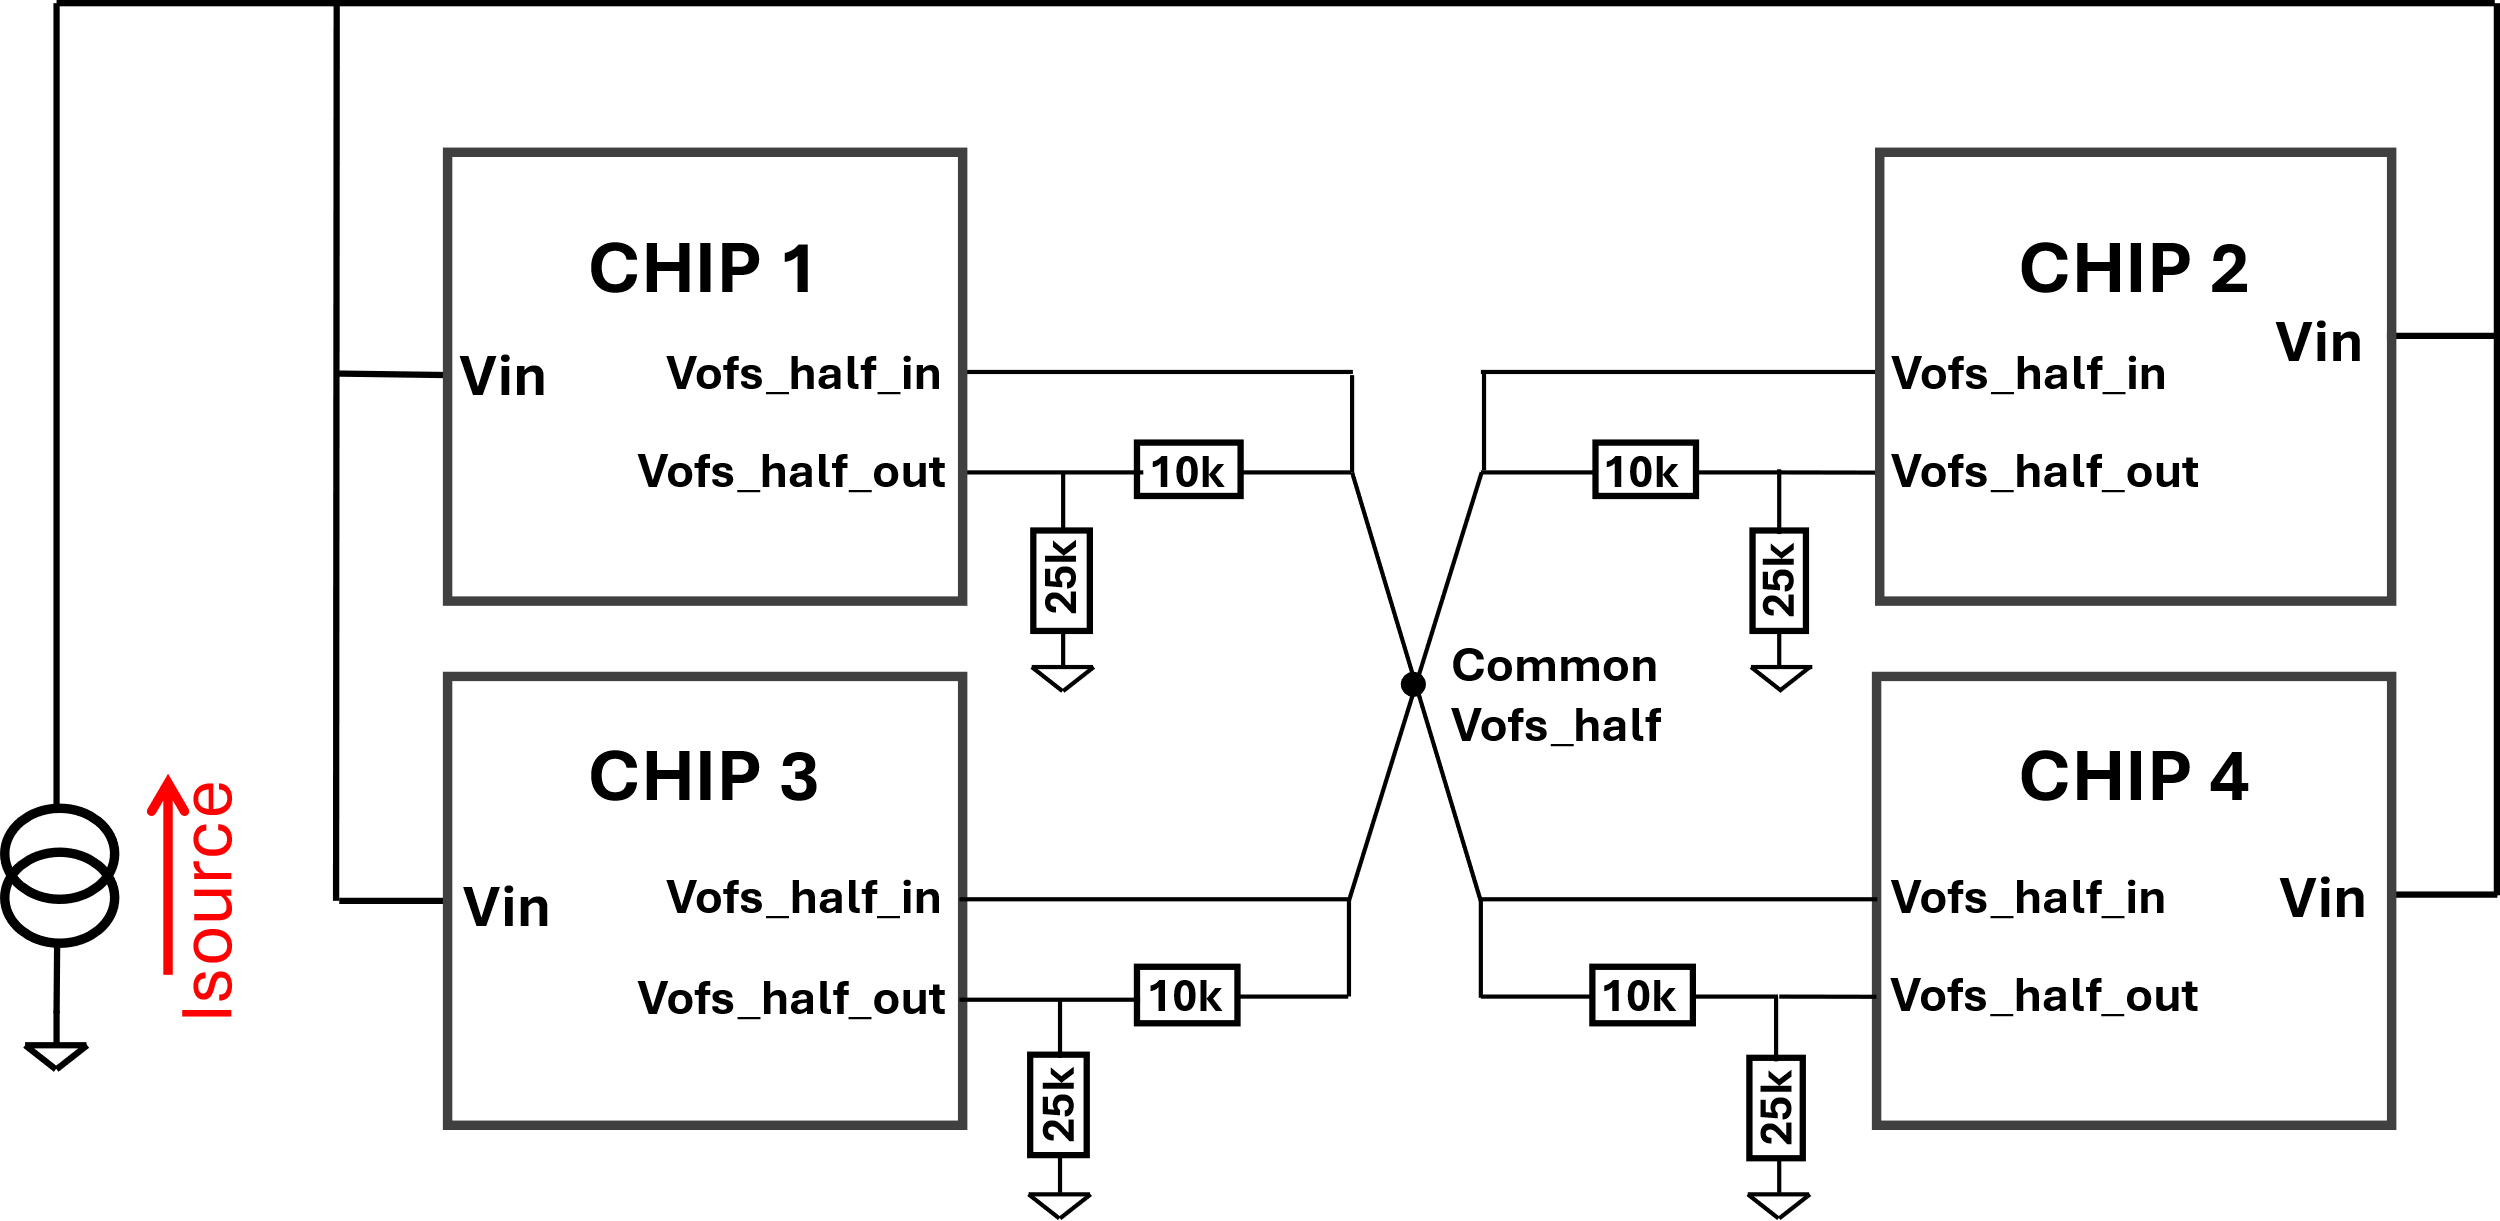 CHIP 1
Vin
Vofs_half_in
Vofs_half_out
10k
25k
CHIP 2
Vin
Vofs_half_in
Vofs_half_out
10k
25k
Common
Vofs_half
Isource
CHIP 3
Vin
Vofs_half_in
Vofs_half_out
10k
25k
CHIP 4
Vin
Vofs_half_in
Vofs_half_out
10k
25k